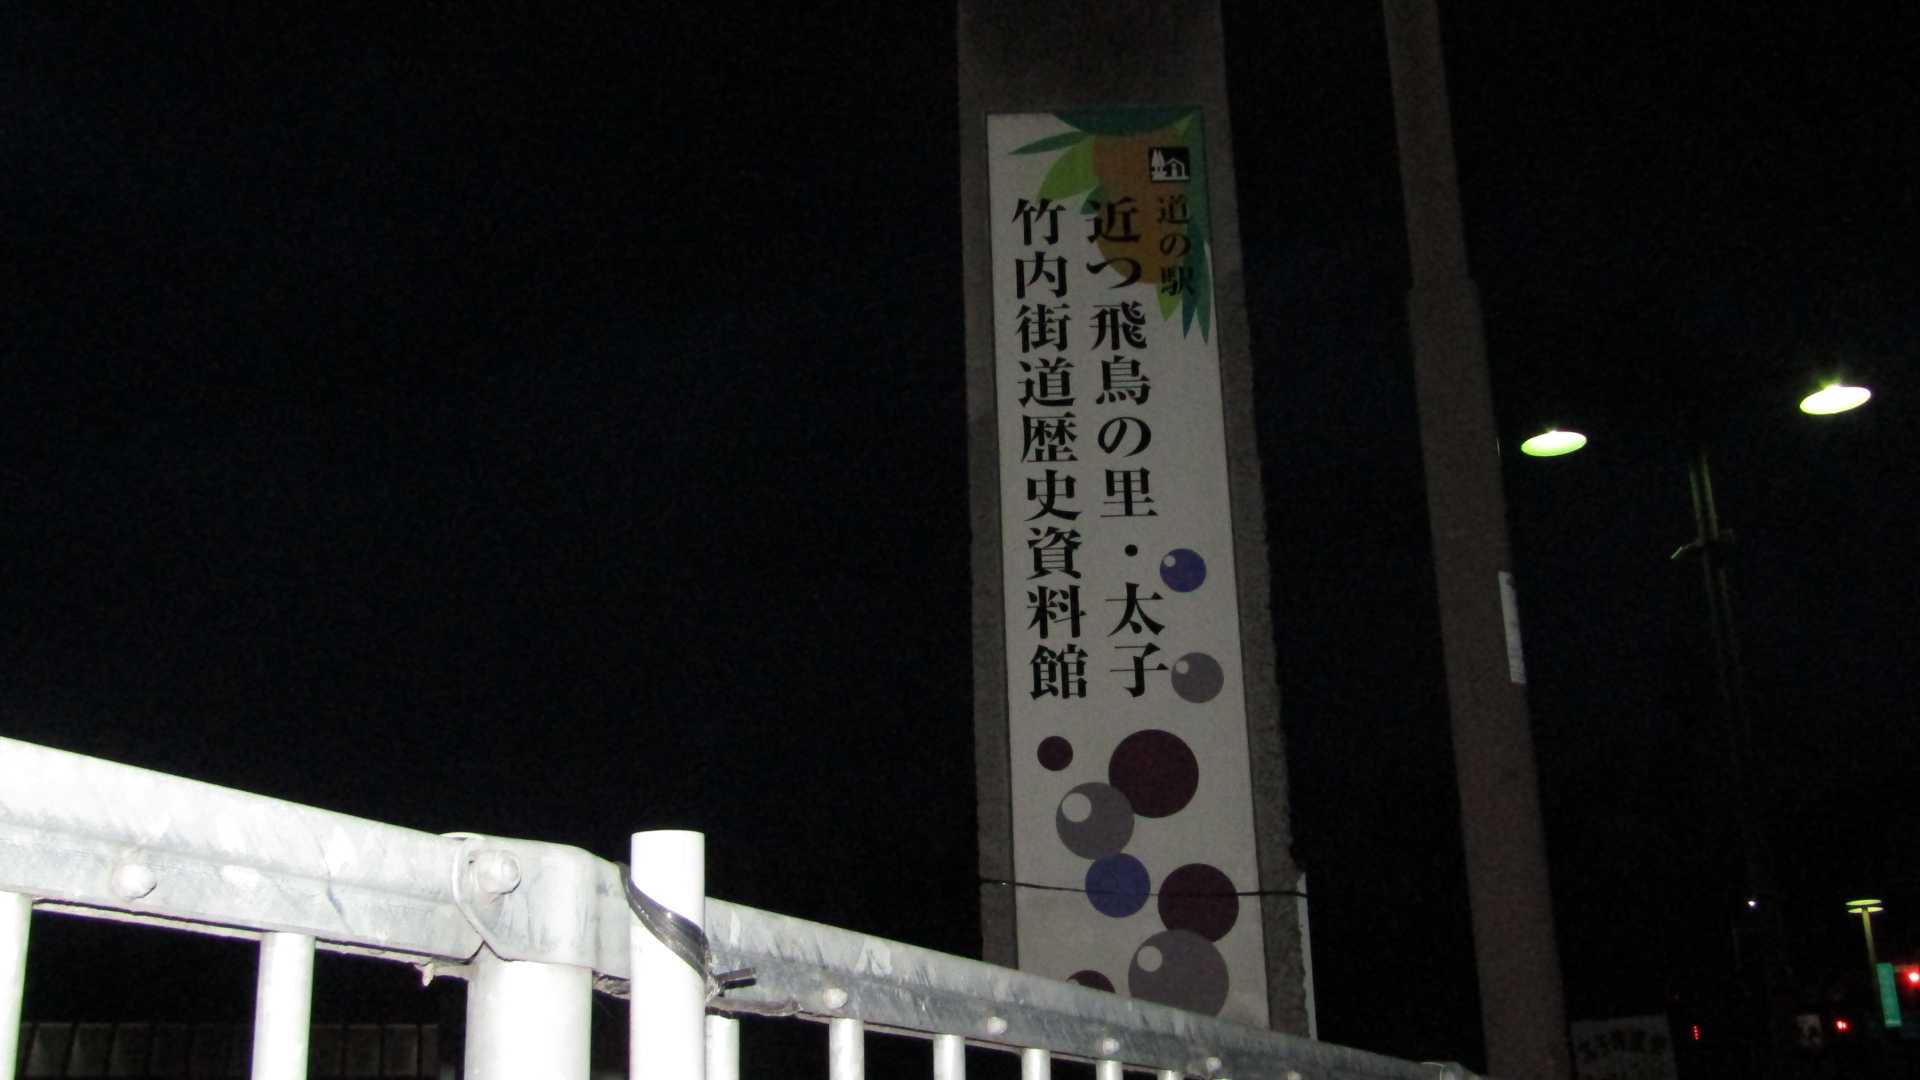 道の駅
近つ飛鳥の里・太子
竹内街道歴史資料館